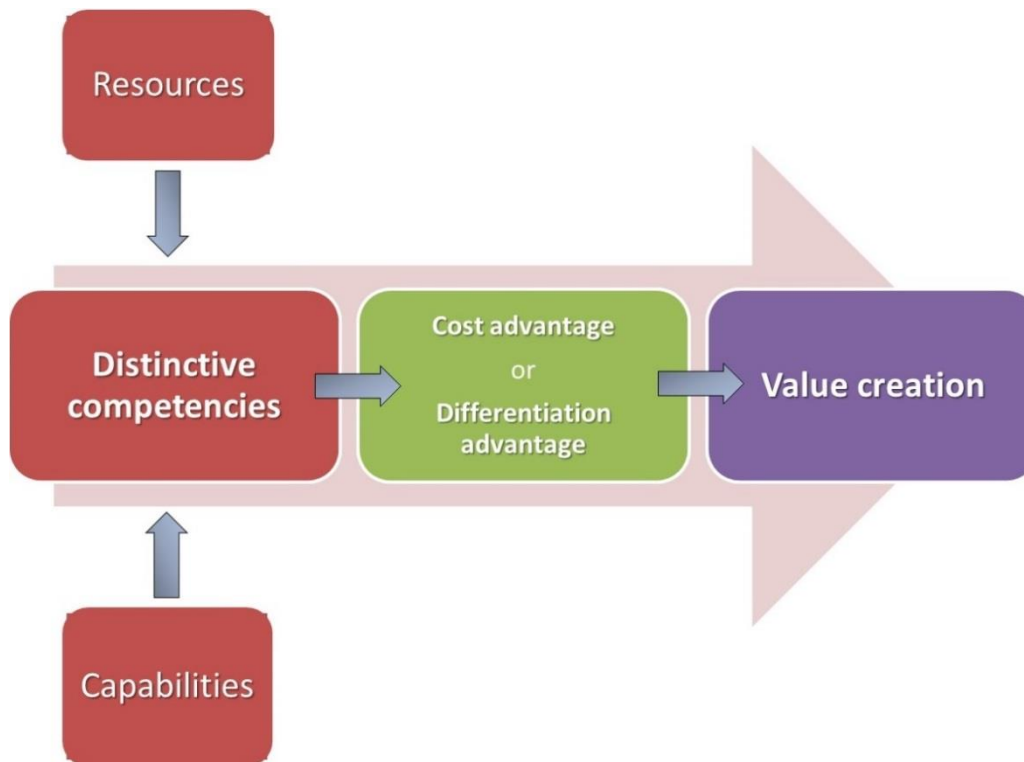 Resources
Distinctive
competencies
Cost advantage
or
Differentiation
advantage
Value creation
Capabilities